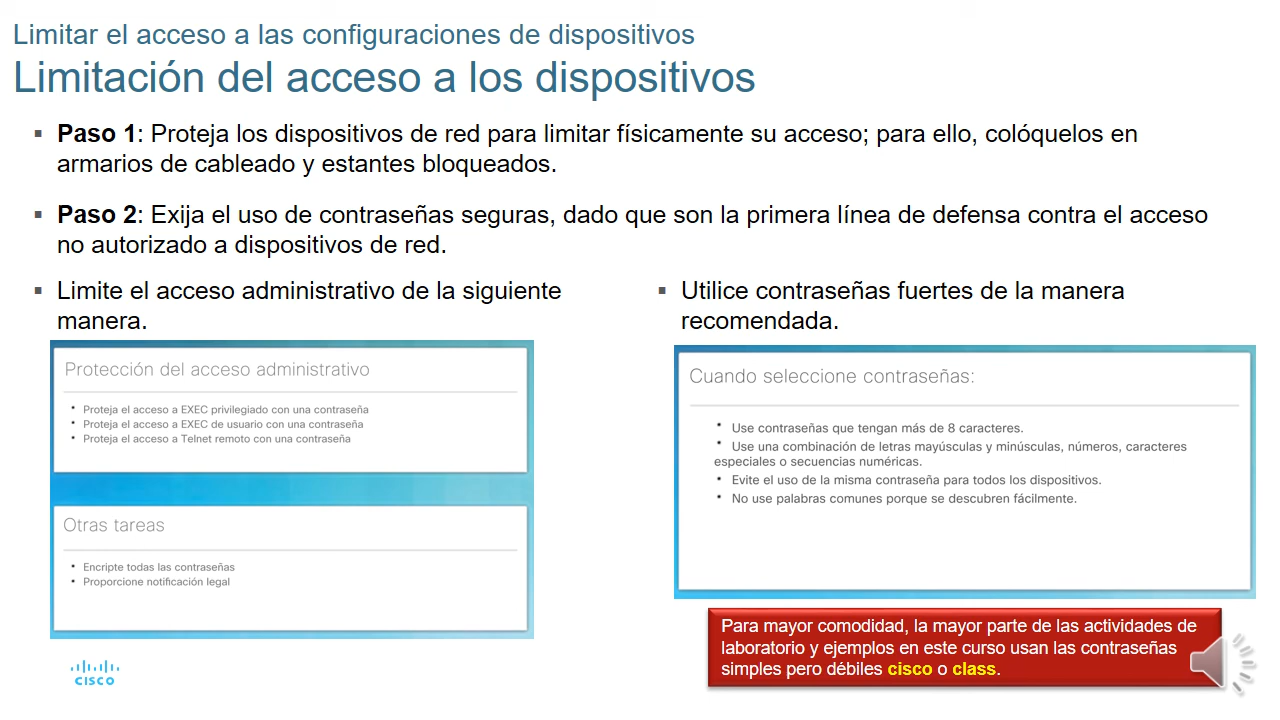 Limitar el acceso a las configuraciones de dispositivos
Limitación del acceso a los dispositivos
▪ Paso 1: Proteja los dispositivos de red para limitar físicamente su acceso; para ello, colóquelos en
armarios de cableado y estantes bloqueados.
▪ Paso 2: Exija el uso de contraseñas seguras, dado que son la primera línea de defensa contra el acceso
no autorizado a dispositivos de red.
▪ Limite el acceso administrativo de la siguiente
manera.
Protección del acceso administrativo
• Proteja el acceso a EXEC privilegiado con una contraseña
• Proteja el acceso a EXEC de usuario con una contraseña
• Proteja el acceso a Telnet remoto con una contraseña
Otras tareas
• Encripte todas las contraseñas
• Proporcione notificación legal
▪ Utilice contraseñas fuertes de la manera
recomendada.
Cuando seleccione contraseñas:
• Use contraseñas que tengan más de 8 caracteres.
• Use una combinación de letras mayúsculas y minúsculas, números, caracteres
especiales o secuencias numéricas.
• Evite el uso de la misma contraseña para todos los dispositivos.
• No use palabras comunes porque se descubren fácilmente.
Para mayor comodidad, la mayor parte de las actividades de
laboratorio y ejemplos en este curso usan las contraseñas
simples pero débiles cisco o class.
CISCO